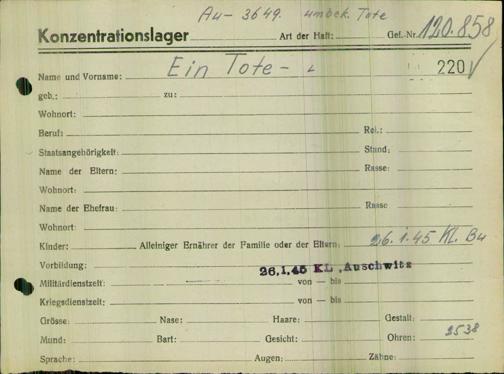 Au- 3649. unbek. Tote
Konzentrationslager Art der Haft: Gef.-Nr. 120.858
220
Name und Vorname: Ein Tote-
geb.: zu:
Wohnort:
Beruf: Rel.:
Staatsangehörigkeit: Stand:
Name der Eltern: Rasse:
Wohnort:
Name der Ehefrau: Rasse
Wohnort:
Kinder: Alleiniger Ernährer der Familie oder der Eltern: 26.1.45 KL. Bu
Vorbildung:
26.1.45 KL. Auschwitz
Militärdienstzeit: von — bis
Kriegsdienstzeit: von — bis
Grösse: Nase: Haare: Gestalt:
Mund: Bart: Gesicht: Ohren: 2538
Sprache: Augen: Zähne: